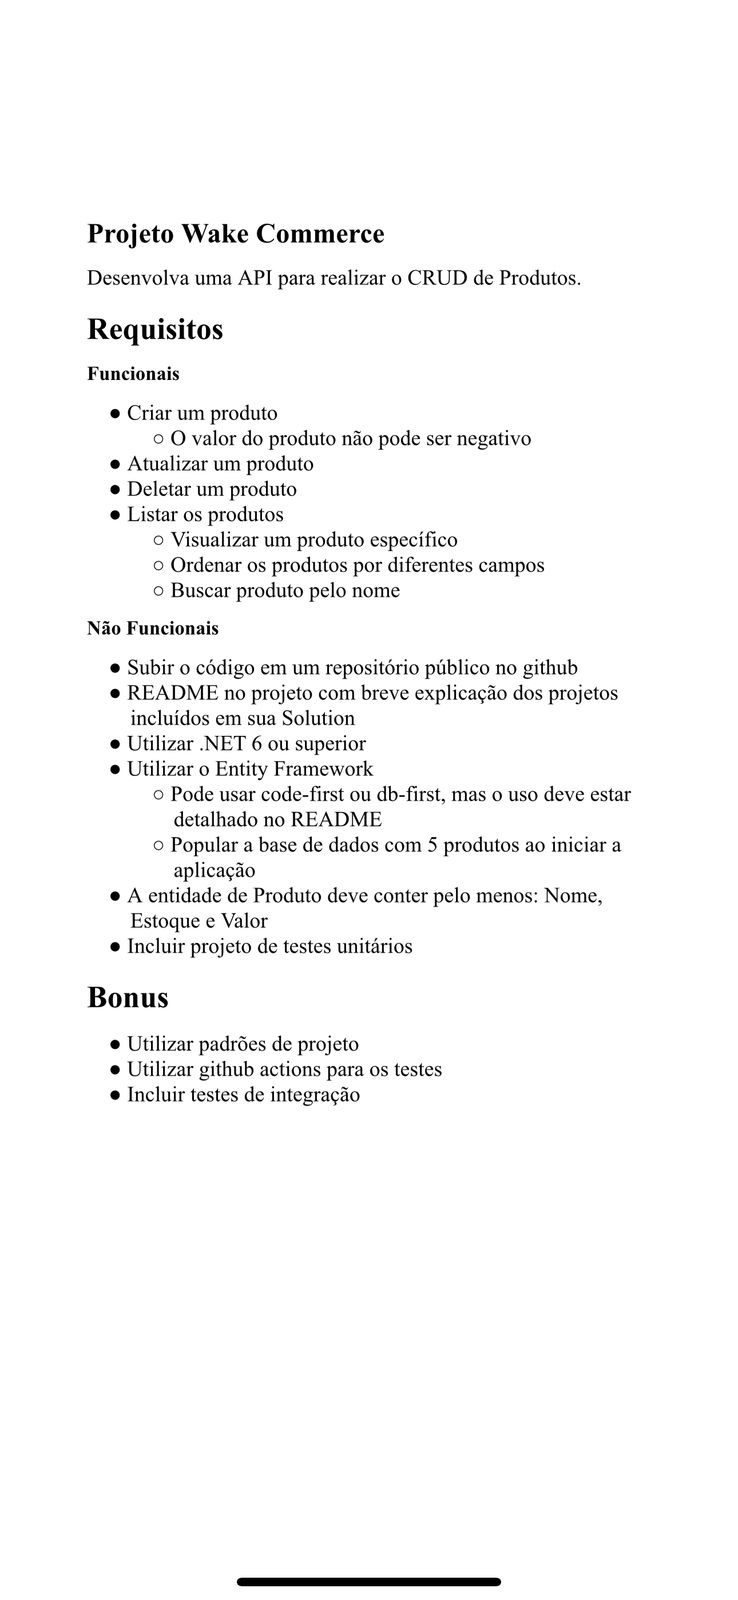 Projeto Wake Commerce
Desenvolva uma API para realizar o CRUD de Produtos.
Requisitos
Funcionais
● Criar um produto
○ O valor do produto não pode ser negativo
● Atualizar um produto
● Deletar um produto
● Listar os produtos
○ Visualizar um produto específico
○ Ordenar os produtos por diferentes campos
○ Buscar produto pelo nome
Não Funcionais
● Subir o código em um repositório público no github
● README no projeto com breve explicação dos projetos
incluídos em sua Solution
● Utilizar .NET 6 ou superior
● Utilizar o Entity Framework
○ Pode usar code-first ou db-first, mas o uso deve estar
detalhado no README
○ Popular a base de dados com 5 produtos ao iniciar a
aplicação
● A entidade de Produto deve conter pelo menos: Nome,
Estoque e Valor
● Incluir projeto de testes unitários
Bonus
● Utilizar padrões de projeto
● Utilizar github actions para os testes
● Incluir testes de integração